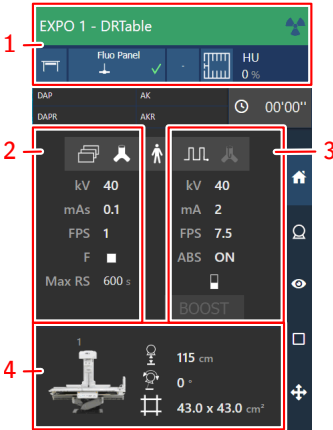 EXPO 1 - DRTable
1
Fluo Panel
-
HU
0 %
DAP
AK
DAPR
AKR
00'00''
2
3
kV 40
mAs 0.1
FPS 1
F
Max RS 600 s
kV 40
mA 2
FPS 7.5
ABS ON
BOOST
4
1
115 cm
0 °
43.0 x 43.0 cm²